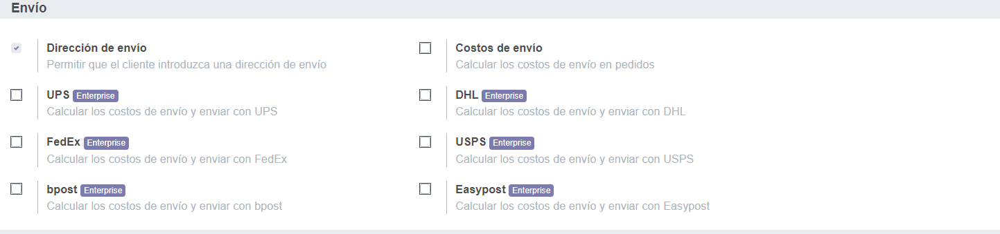 Envío
Dirección de envío
Permitir que el cliente introduzca una dirección de envío
Costos de envío
Calcular los costos de envío en pedidos
UPS Enterprise
Calcular los costos de envío y enviar con UPS
DHL Enterprise
Calcular los costos de envío y enviar con DHL
FedEx Enterprise
Calcular los costos de envío y enviar con FedEx
USPS Enterprise
Calcular los costos de envío y enviar con USPS
bpost Enterprise
Calcular los costos de envío y enviar con bpost
Easypost Enterprise
Calcular los costos de envío y enviar con Easypost